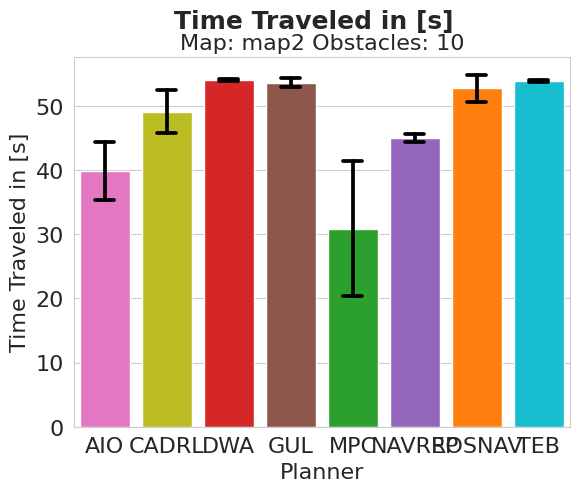 Time Traveled in [s]
Map: map2 Obstacles: 10
Time Traveled in [s]
50
40
30
20
10
0
AIO CADRL DWA GUL MPC NAVREP ROSNAV TEB
Planner